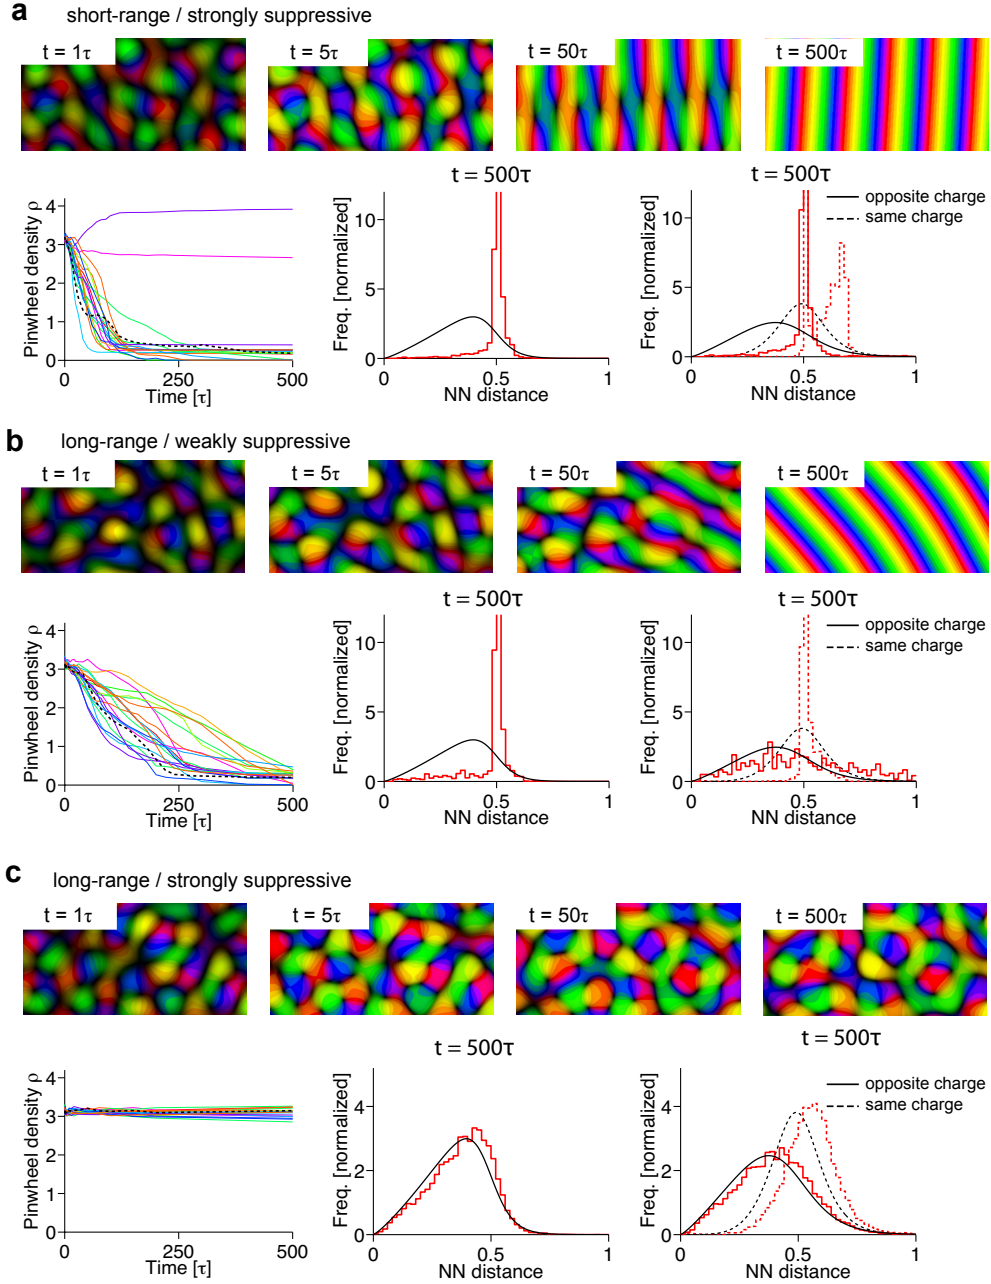 a
short-range / strongly suppressive
t = 1τ
t = 5τ
t = 50τ
t = 500τ
Pinwheel density ρ
4
3
2
1
0
0
250
500
Time [τ]
t = 500τ
Freq. [normalized]
10
5
0
0
0.5
1
NN distance
t = 500τ
opposite charge
same charge
Freq. [normalized]
10
5
0
0
0.5
1
NN distance
b
long-range / weakly suppressive
t = 1τ
t = 5τ
t = 50τ
t = 500τ
Pinwheel density ρ
4
3
2
1
0
0
250
500
Time [τ]
t = 500τ
Freq. [normalized]
10
5
0
0
0.5
1
NN distance
t = 500τ
opposite charge
same charge
Freq. [normalized]
10
5
0
0
0.5
1
NN distance
c
long-range / strongly suppressive
t = 1τ
t = 5τ
t = 50τ
t = 500τ
Pinwheel density ρ
4
3
2
1
0
0
250
500
Time [τ]
t = 500τ
Freq. [normalized]
4
2
0
0
0.5
1
NN distance
t = 500τ
opposite charge
same charge
Freq. [normalized]
4
2
0
0
0.5
1
NN distance